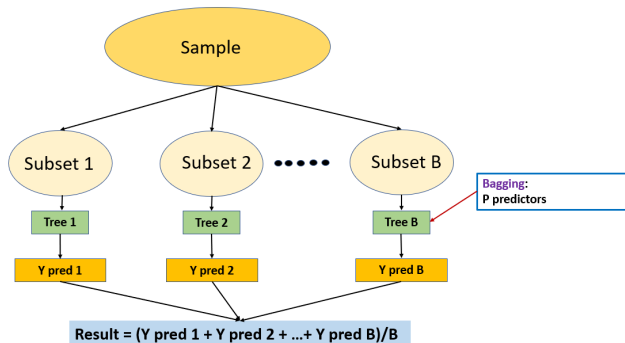 Sample
Subset 1
Subset 2
Subset B
Bagging:
P predictors
Tree 1
Tree 2
Tree B
Y pred 1
Y pred 2
Y pred B
Result = (Y pred 1 + Y pred 2 + ...+ Y pred B)/B